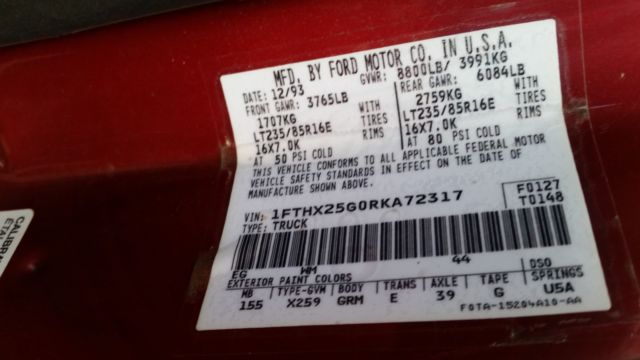 MFD. BY FORD MOTOR CO. IN U.S.A.
DATE: 12/93 GVWR: 8800LB/ 3991KG
FRONT GAWR: 3765LB REAR GAWR: 6084LB
1707KG WITH 2759KG WITH
LT235/85R16E TIRES LT235/85R16E TIRES
16X7.0K RIMS 16X7.0K RIMS
AT 50 PSI COLD AT 80 PSI COLD
THIS VEHICLE CONFORMS TO ALL APPLICABLE FEDERAL MOTOR
VEHICLE SAFETY STANDARDS IN EFFECT ON THE DATE OF
MANUFACTURE SHOWN ABOVE.
VIN: 1FTHX25G0RKA72317 F0127
TYPE: TRUCK T0148
EG WM 44
EXTERIOR PAINT COLORS DSO
WB TYPE-GVM BODY TRANS AXLE TAPE SPRINGS
155 X259 GRM E 39 G U5A
F0TA-15204A10-AA